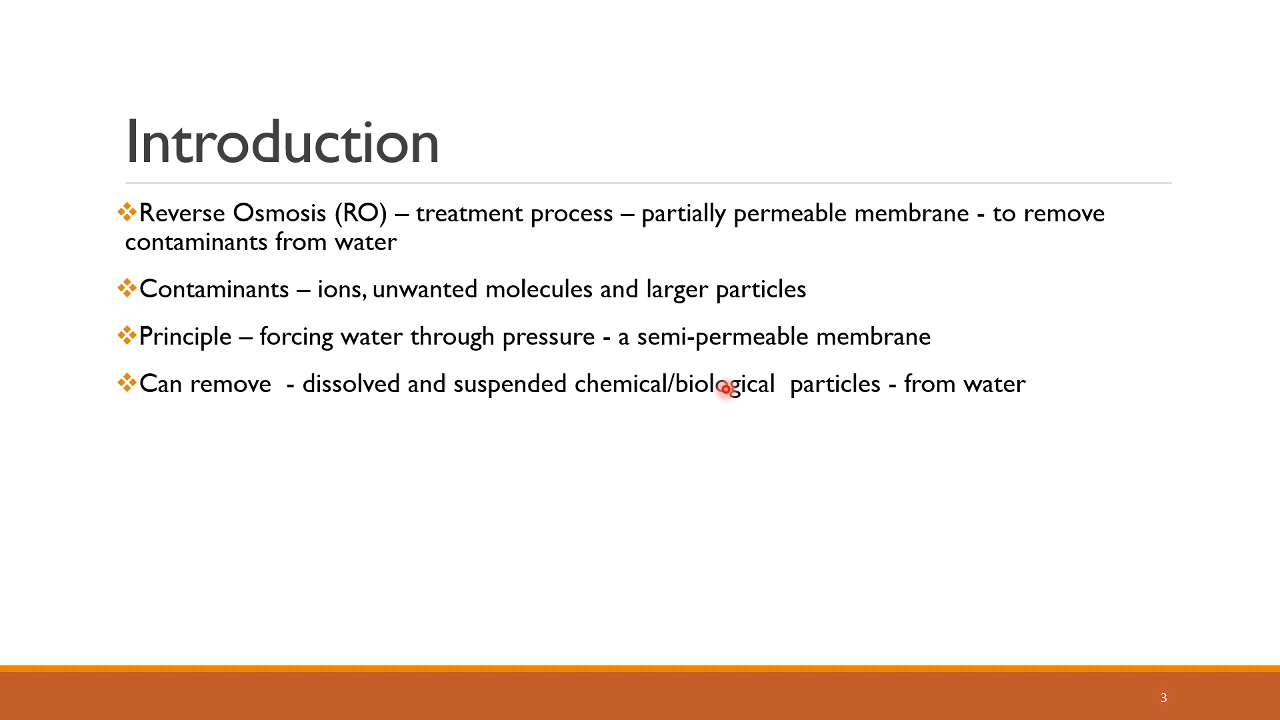 Introduction
❖Reverse Osmosis (RO) – treatment process – partially permeable membrane - to remove
contaminants from water
❖Contaminants – ions, unwanted molecules and larger particles
❖Principle – forcing water through pressure - a semi-permeable membrane
❖Can remove  - dissolved and suspended chemical/biological  particles - from water
3